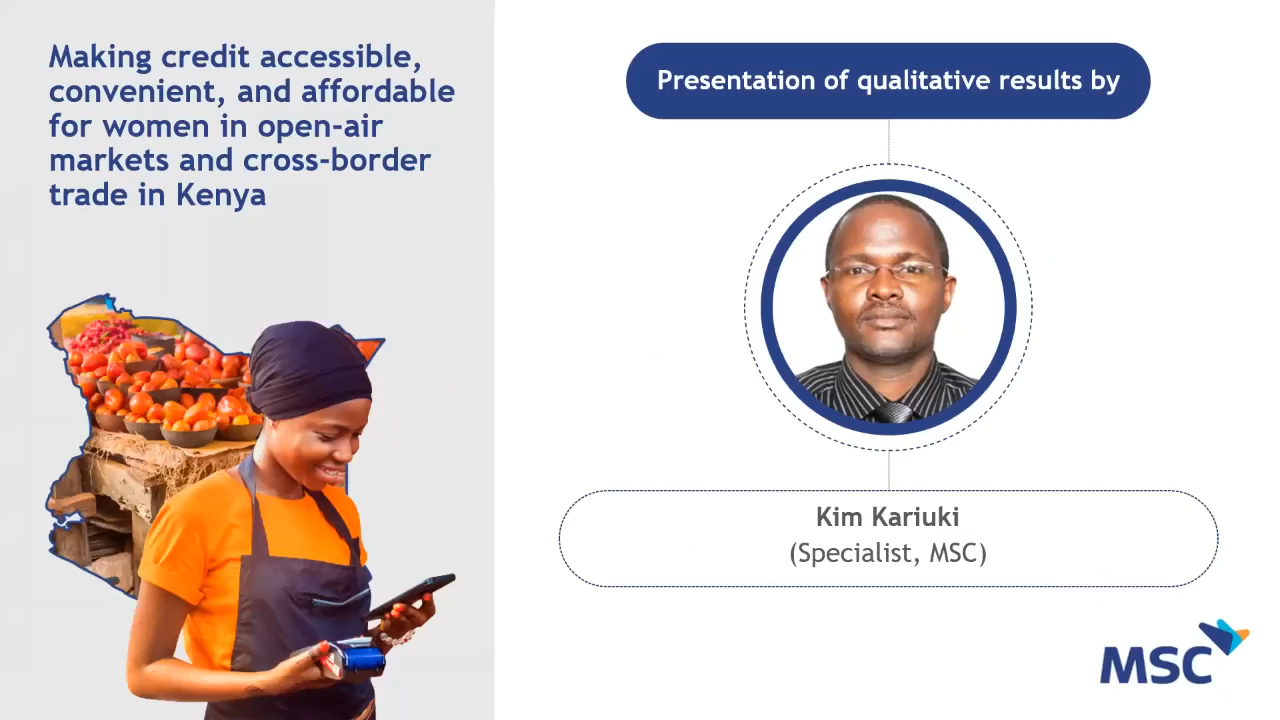 Making credit accessible,
convenient, and affordable
for women in open-air
markets and cross-border
trade in Kenya
Presentation of qualitative results by
Kim Kariuki
(Specialist, MSC)
MSC